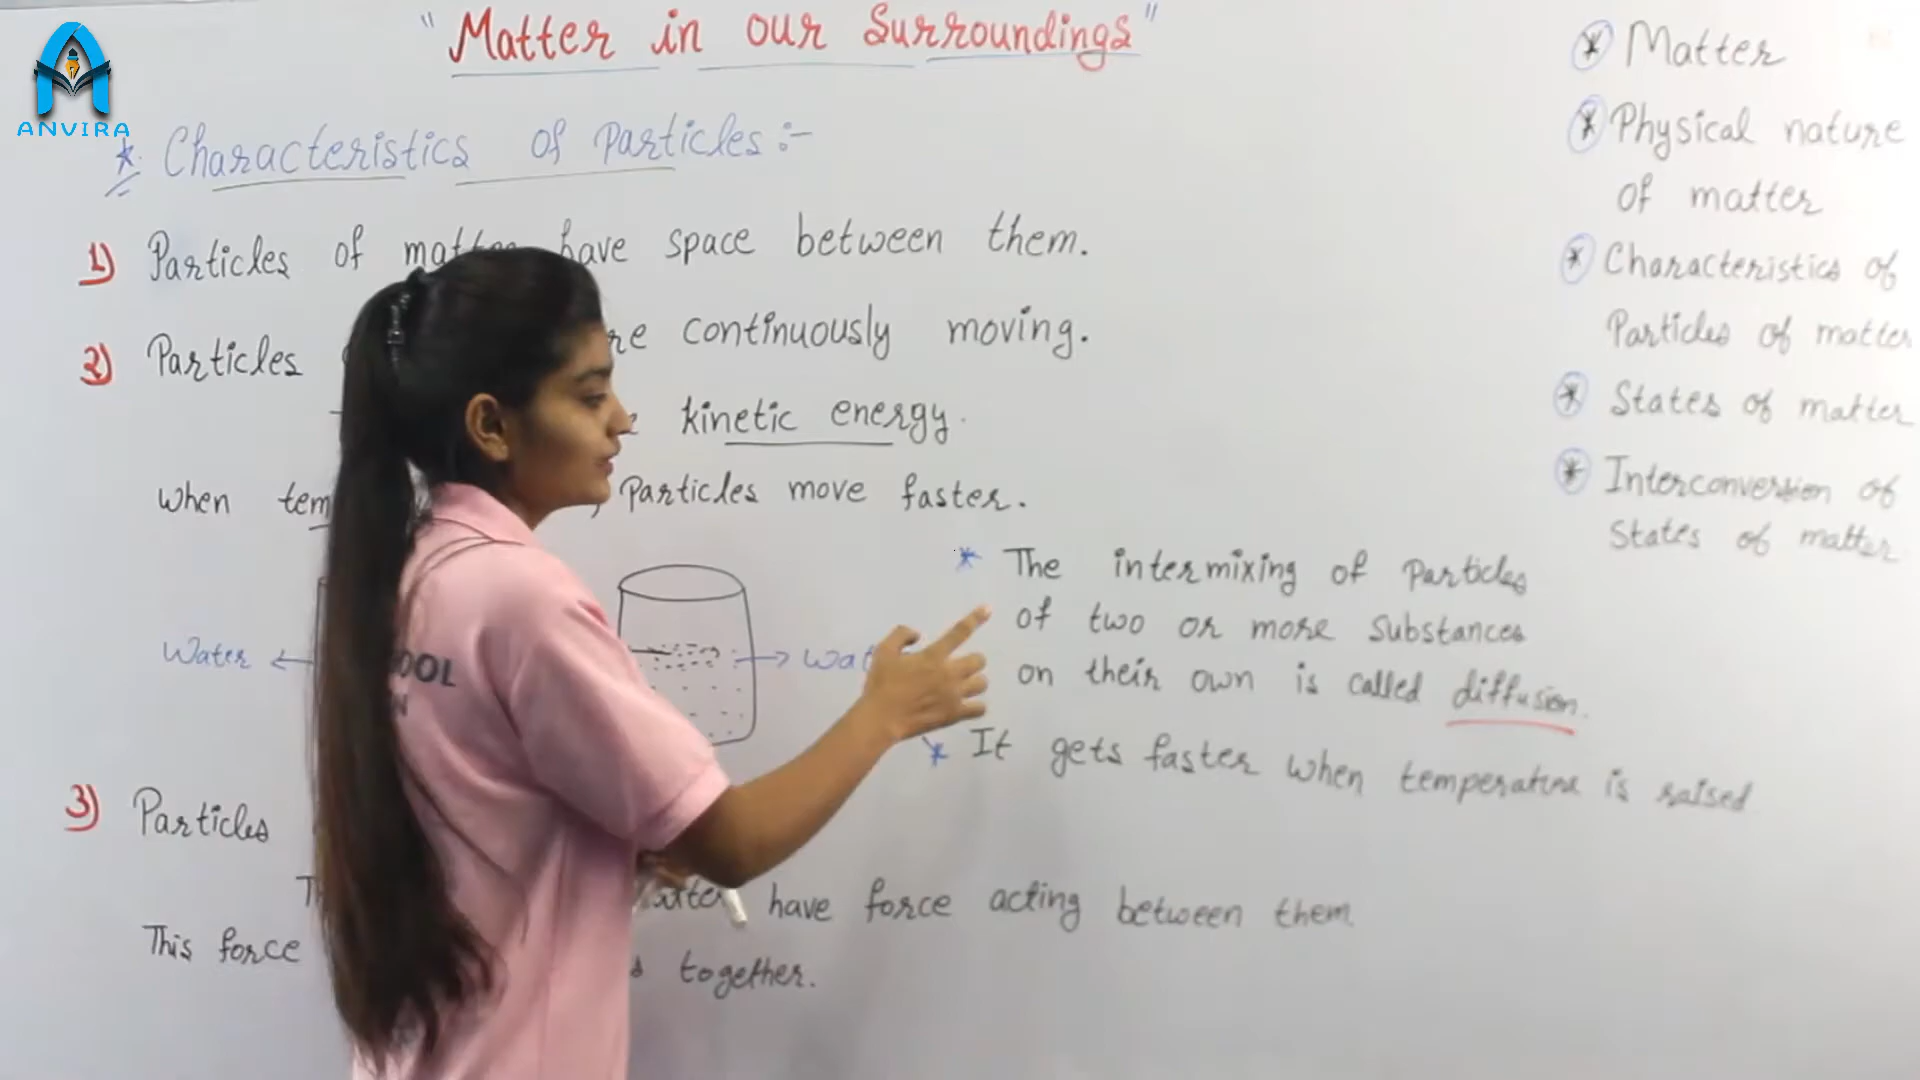 "Matter in our Surroundings"
ANVIRA
* Characteristics of Particles:-
1) Particles of matter have space between them.
2) Particles continuously moving.
kinetic energy.
when tem , Particles move faster.
Water ← → wat
* The intermixing of Particles
of two or more Substances
on their own is called diffusion.
* It gets faster when temperature is raised
3) Particles
have force acting between them.
This force together.
OOL
N
* Matter
* Physical nature
of matter
* Characteristics of
Particles of matter
* States of matter
* Interconversion of
States of matter